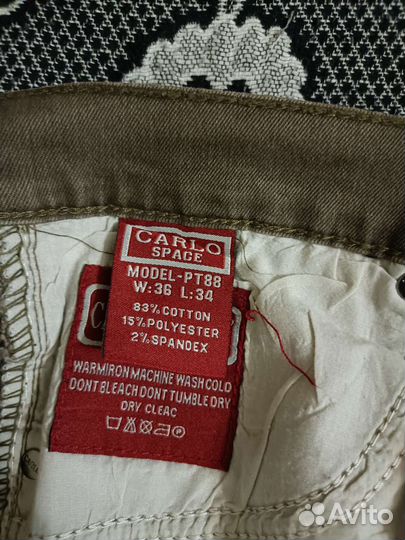 CARLO
SPACE
MODEL-PT88
W:36 L:34
83% COTTON
15% POLYESTER
2% SPANDEX
WARMIRON MACHINE WASH COLD
DONT BLEACH DONT TUMBLE DRY
DRY CLEAC
Avito